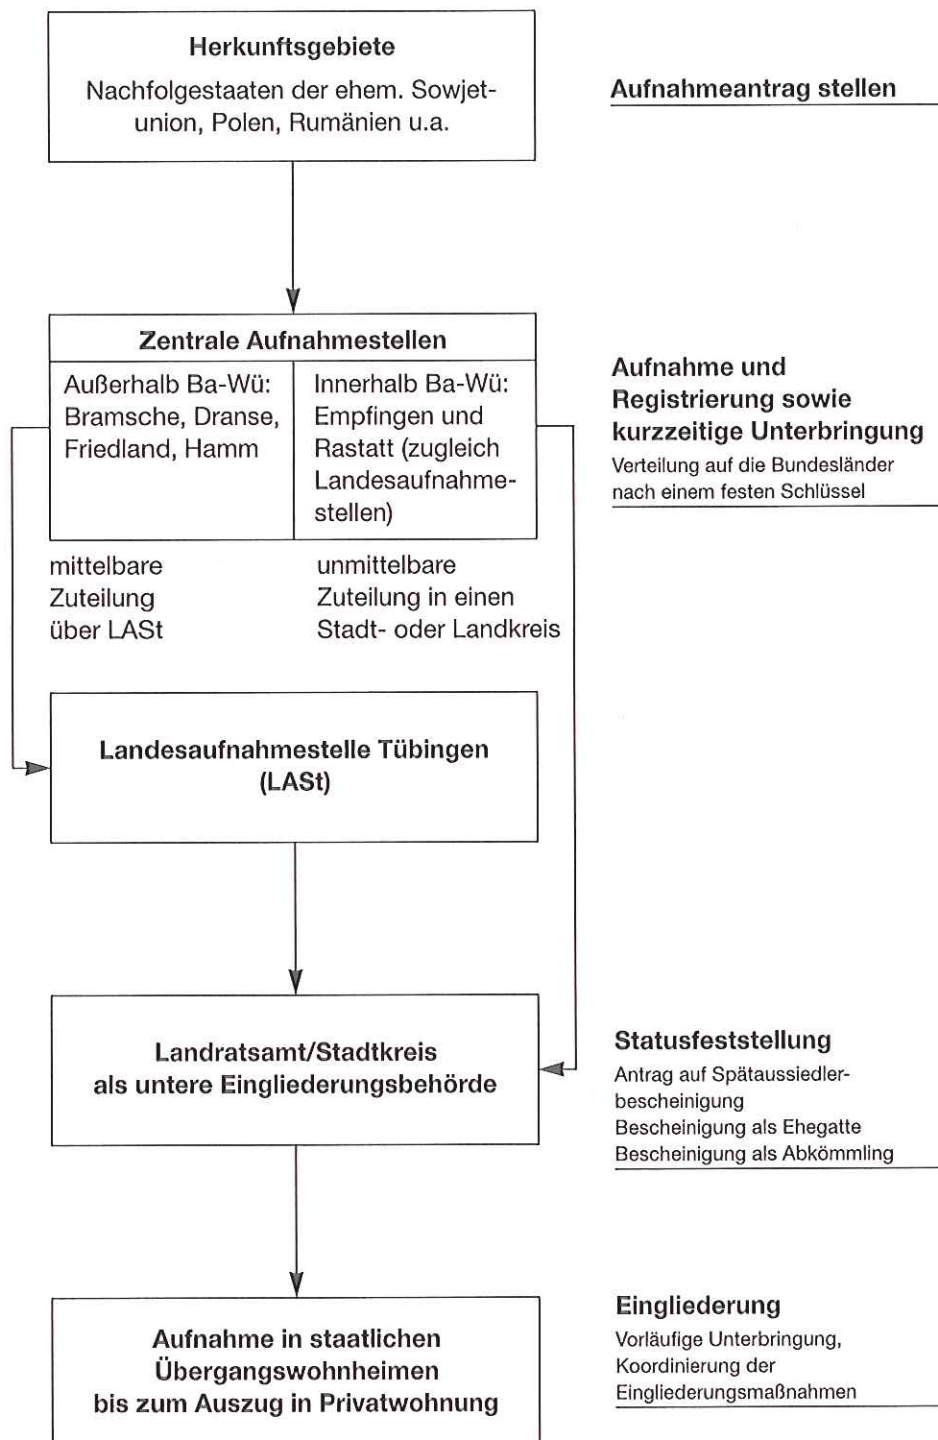 Herkunftsgebiete
Nachfolgestaaten der ehem. Sowjet-
union, Polen, Rumänien u.a.
Aufnahmeantrag stellen
Zentrale Aufnahmestellen
Außerhalb Ba-Wü:
Bramsche, Dranse,
Friedland, Hamm
Innerhalb Ba-Wü:
Empfingen und
Rastatt (zugleich
Landesaufnahme-
stellen)
Aufnahme und
Registrierung sowie
kurzzeitige Unterbringung
Verteilung auf die Bundesländer
nach einem festen Schlüssel
mittelbare
Zuteilung
über LASt
unmittelbare
Zuteilung in einen
Stadt- oder Landkreis
Landesaufnahmestelle Tübingen
(LASt)
Landratsamt/Stadtkreis
als untere Eingliederungsbehörde
Statusfeststellung
Antrag auf Spätaussiedler-
bescheinigung
Bescheinigung als Ehegatte
Bescheinigung als Abkömmling
Aufnahme in staatlichen
Übergangswohnheimen
bis zum Auszug in Privatwohnung
Eingliederung
Vorläufige Unterbringung,
Koordinierung der
Eingliederungsmaßnahmen